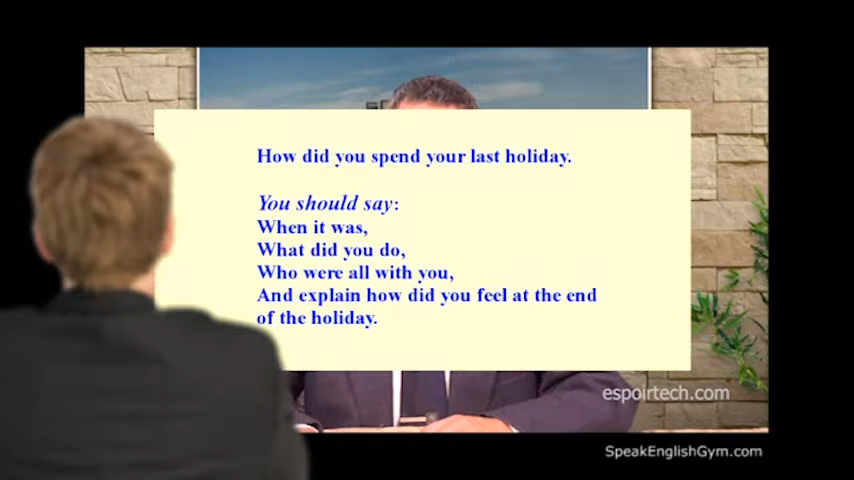 How did you spend your last holiday.
You should say:
When it was,
What did you do,
Who were all with you,
And explain how did you feel at the end
of the holiday.
espoirtech.com
SpeakEnglishGym.com